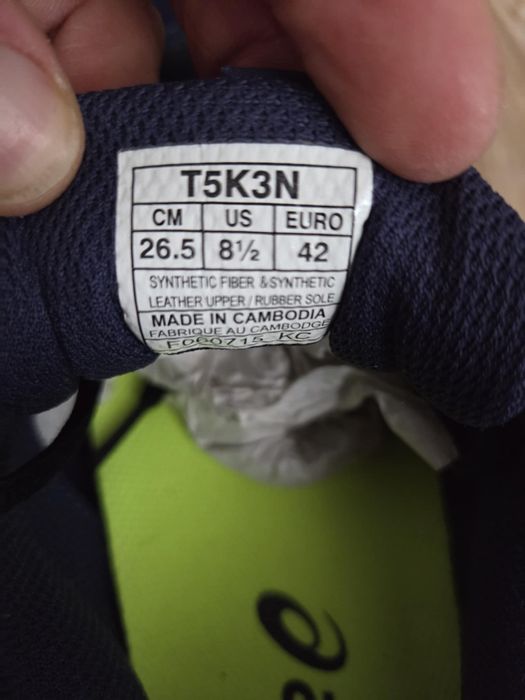 T5K3N
CM US EURO
26.5 8½ 42
SYNTHETIC FIBER & SYNTHETIC
LEATHER UPPER / RUBBER SOLE
MADE IN CAMBODIA
FABRIQUE AU CAMBODGE
F060715 KC